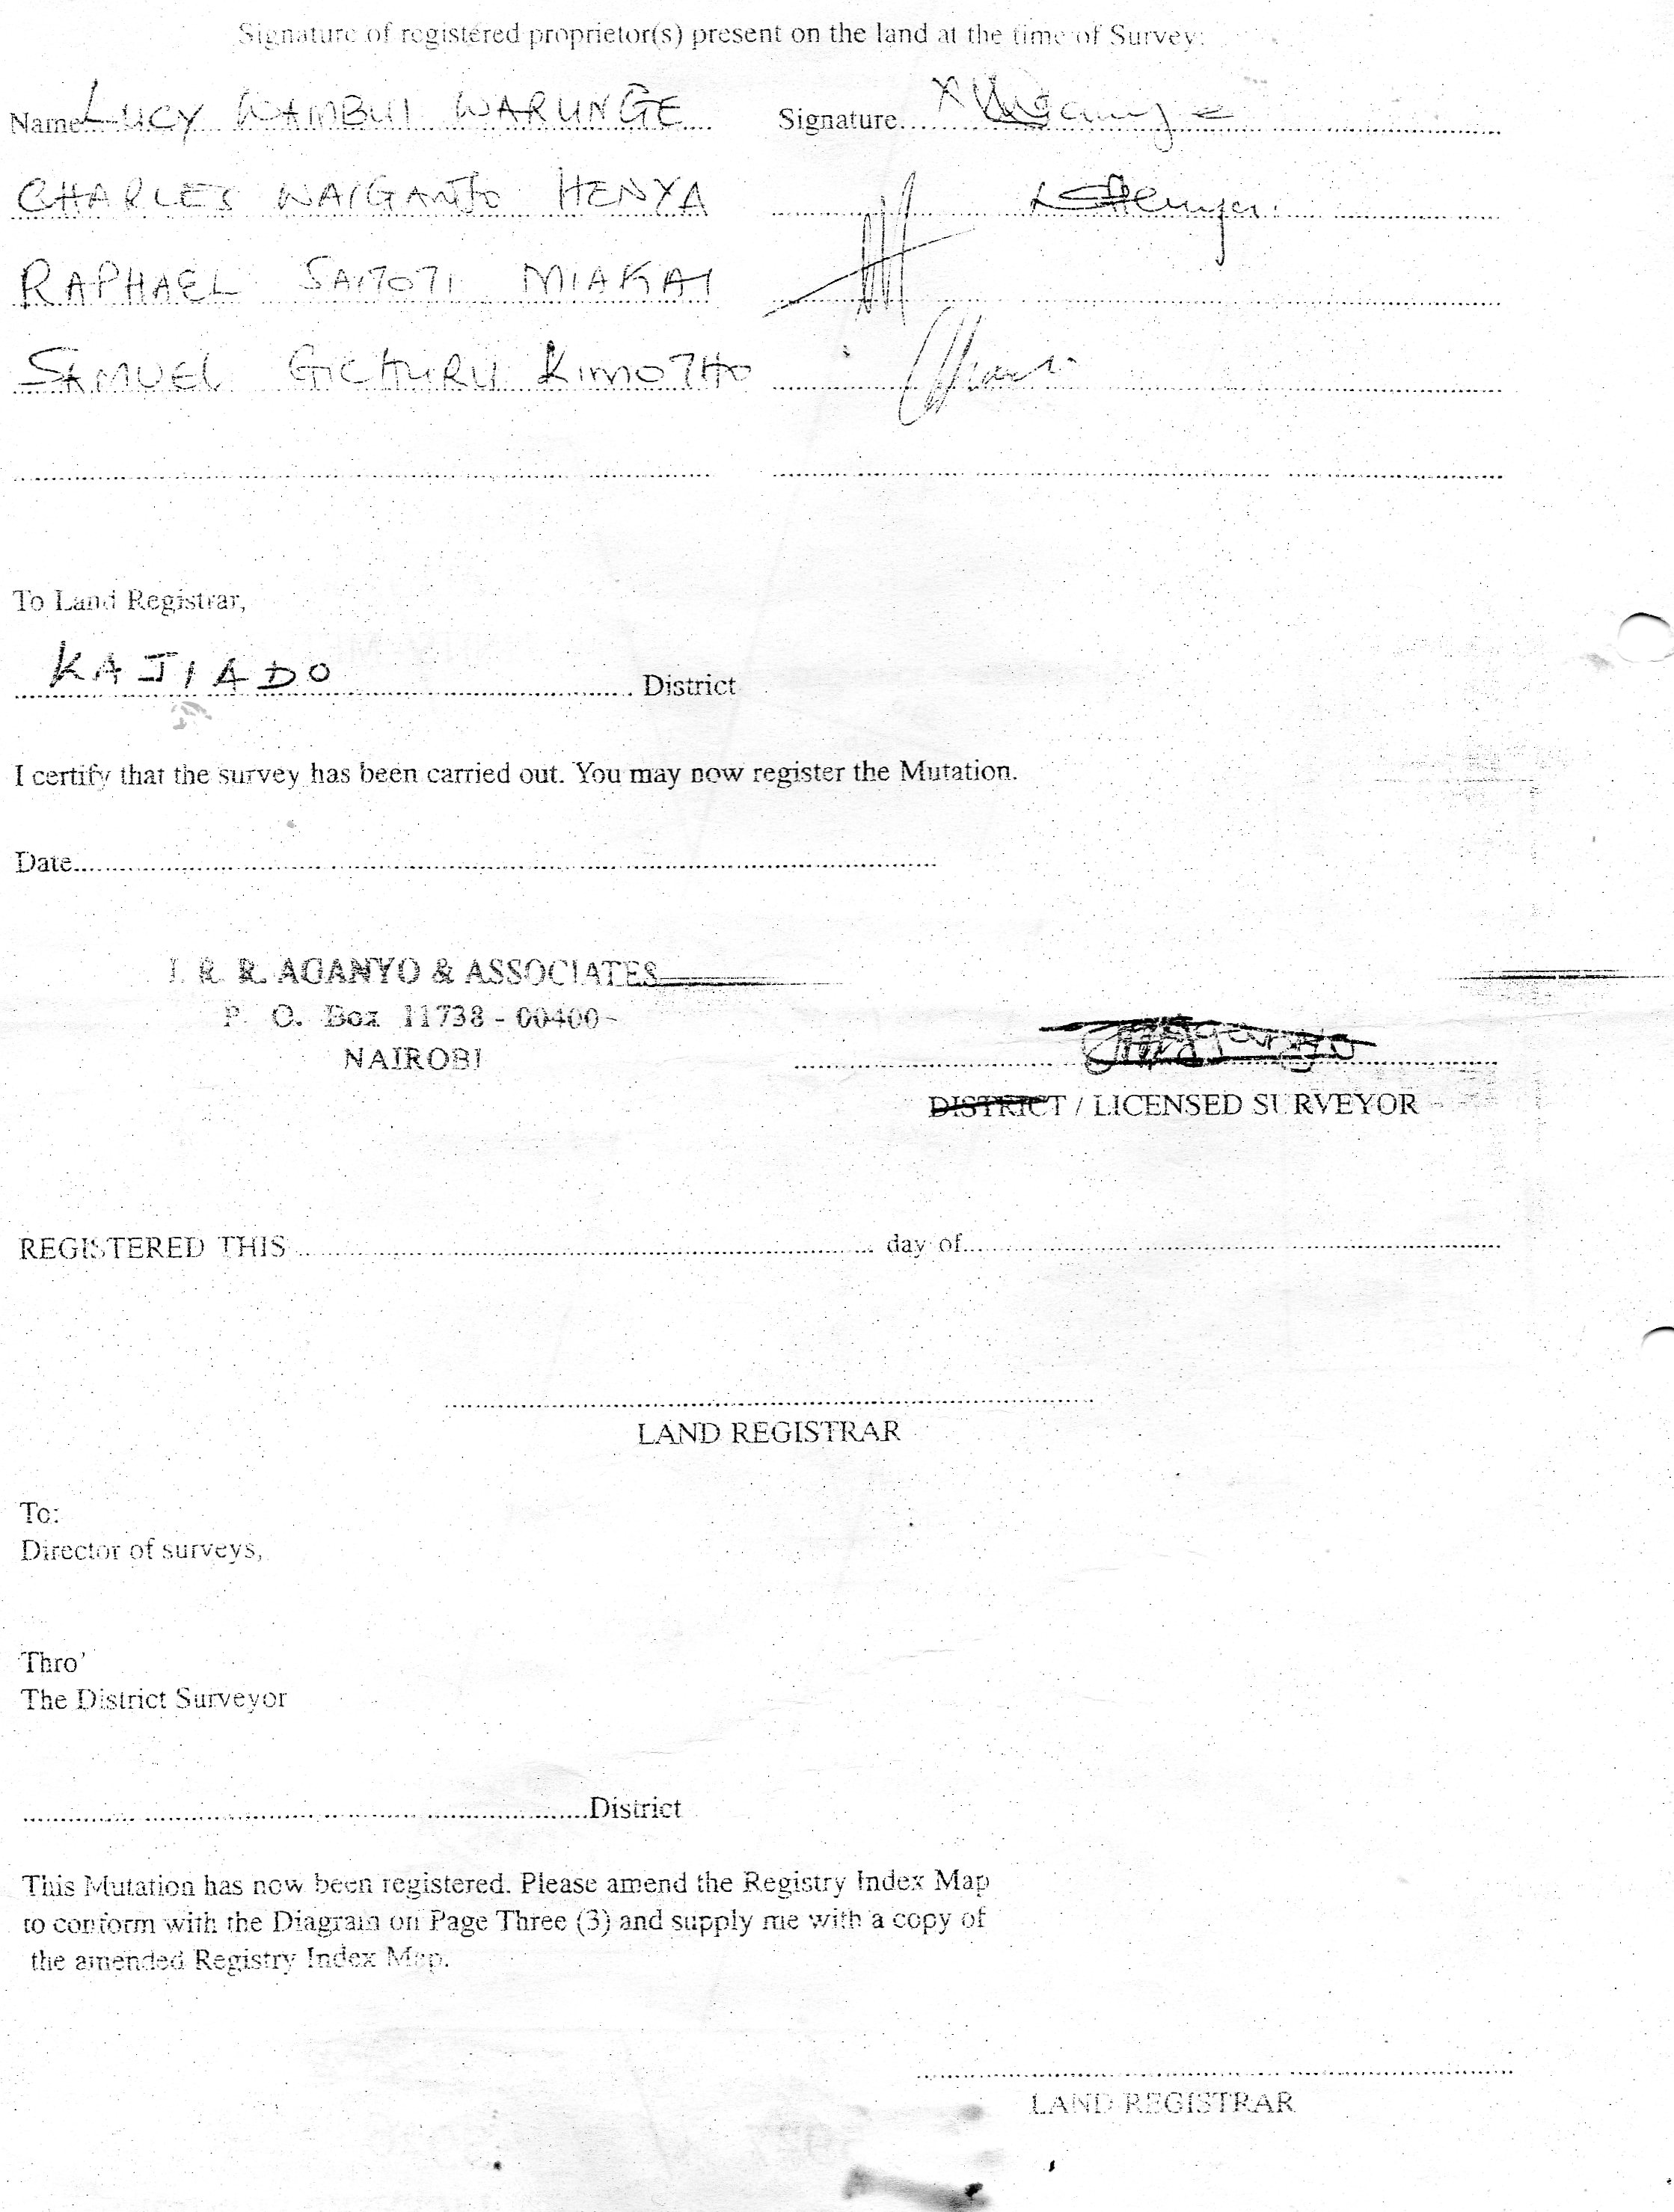 Signature of registered proprietor(s) present on the land at the time of Survey:
Name LUCY WAMBUI WARUNGE Signature
CHARLES WAIGANJO HENYA
RAPHAEL SAITOTI MIAKAI
SAMUEL GICHURU KIMOTHO
To Land Registrar,
KAJIADO District
I certify that the survey has been carried out. You may now register the Mutation.
Date
R. R. AGANYO & ASSOCIATES
P. O. Box 11738 - 00400 -
NAIROBI
DISTRICT / LICENSED SURVEYOR
REGISTERED THIS day of
LAND REGISTRAR
To:
Director of surveys,
Thro'
The District Surveyor
District
This Mutation has now been registered. Please amend the Registry Index Map
to conform with the Diagram on Page Three (3) and supply me with a copy of
the amended Registry Index Map.
LAND REGISTRAR